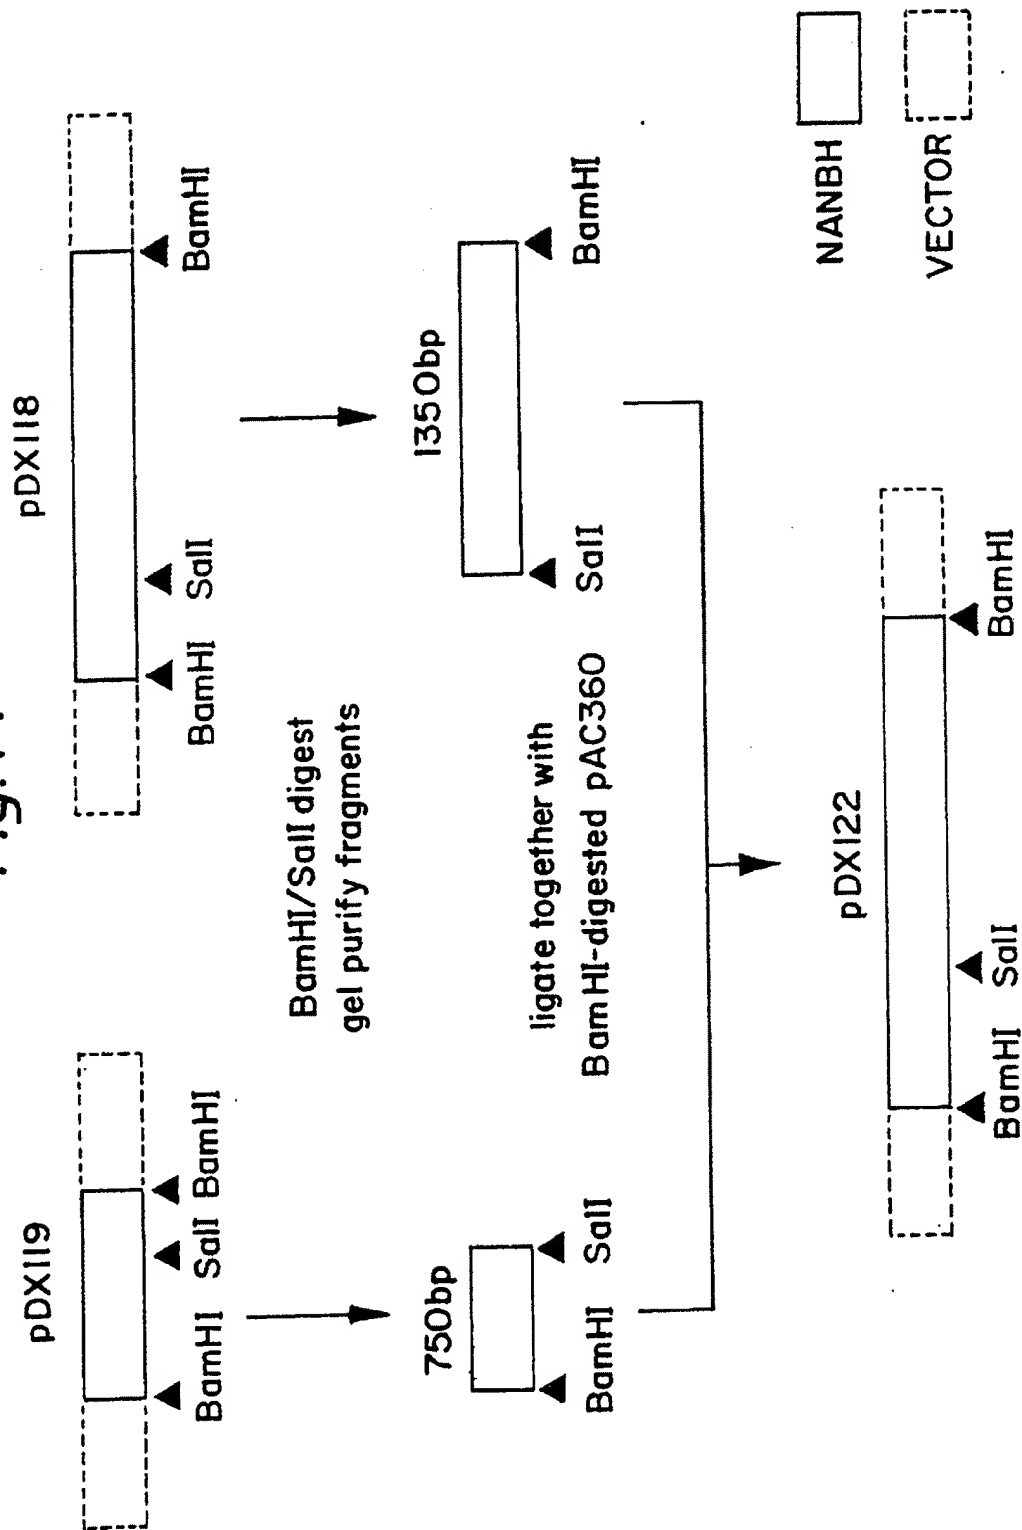 pDX119
pDX118
BamHI SalI BamHI
BamHI SalI BamHI
BamHI/SalI digest
gel purify fragments
750bp
1350bp
BamHI SalI
SalI BamHI
ligate together with
BamHI-digested pAC360
pDX122
BamHI SalI BamHI
NANBH
VECTOR